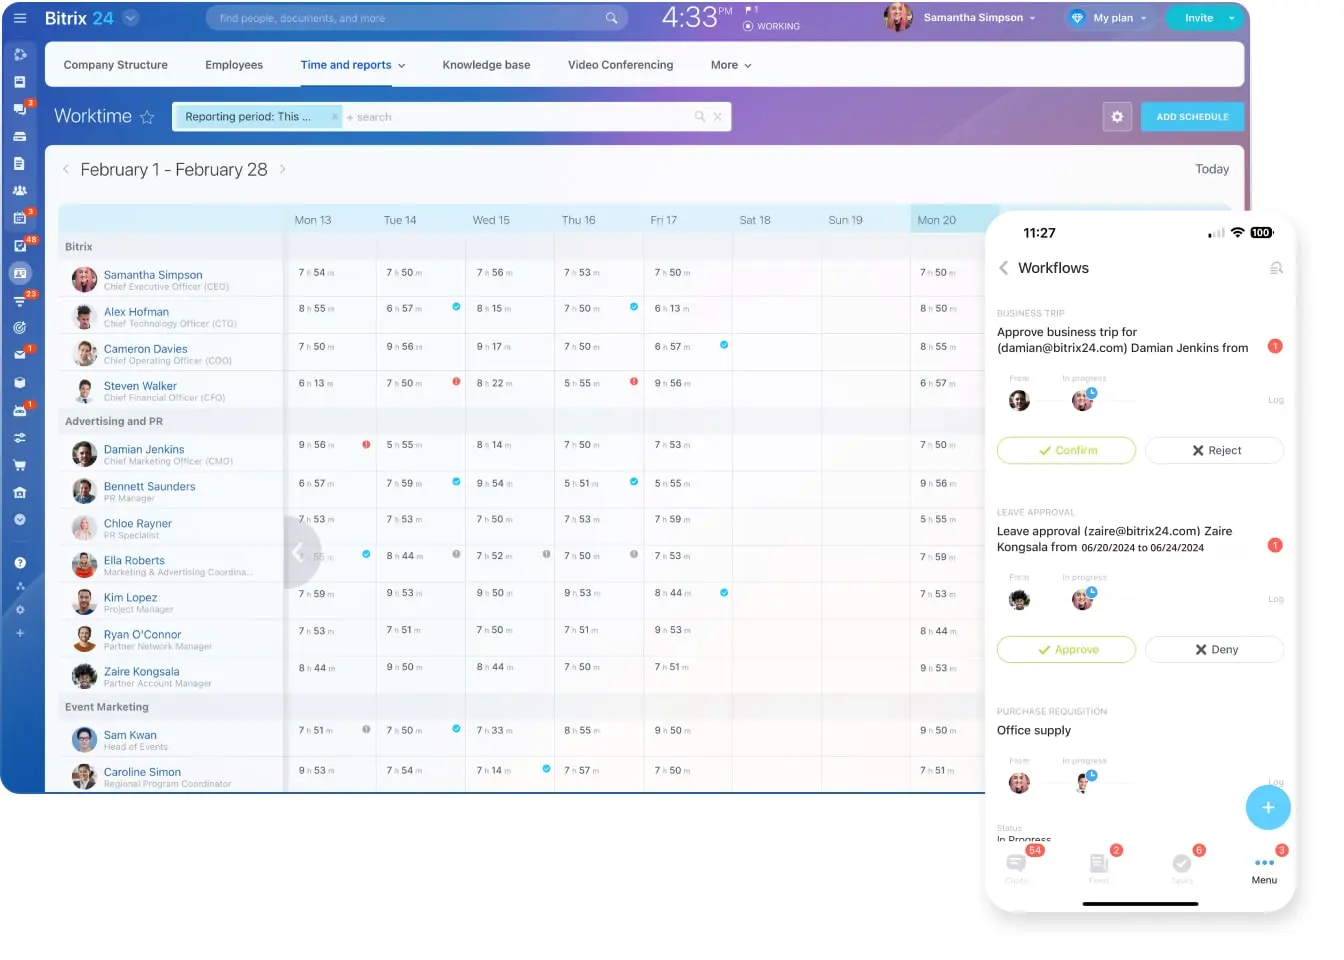 Bitrix 24
find people, documents, and more
4:33 PM
1
WORKING
Samantha Simpson
My plan
Invite
Company Structure
Employees
Time and reports
Knowledge base
Video Conferencing
More
Worktime
Reporting period: This ... ×
+ search
ADD SCHEDULE
February 1 - February 28
Today
Mon 13 Tue 14 Wed 15 Thu 16 Fri 17 Sat 18 Sun 19 Mon 20
Bitrix
Samantha Simpson 7 h 54 m 7 h 50 m 7 h 56 m 7 h 53 m 7 h 50 m 7 h 50 m
Chief Executive Officer (CEO)
Alex Hofman 8 h 55 m 6 h 57 m 8 h 15 m 7 h 50 m 6 h 13 m 8 h 50 m
Chief Technology Officer (CTO)
Cameron Davies 7 h 50 m 9 h 56 m 9 h 17 m 7 h 50 m 6 h 57 m 8 h 55 m
Chief Operating Officer (COO)
Steven Walker 6 h 13 m 7 h 50 m 8 h 22 m 5 h 55 m 9 h 56 m 6 h 57 m
Chief Financial Officer (CFO)
Advertising and PR
Damian Jenkins 9 h 56 m 5 h 55 m 8 h 14 m 7 h 50 m 7 h 53 m 7 h 50 m
Chief Marketing Officer (CMO)
Bennett Saunders 6 h 57 m 7 h 59 m 9 h 54 m 5 h 51 m 5 h 55 m 9 h 56 m
PR Manager
Chloe Rayner 7 h 53 m 7 h 53 m 7 h 50 m 7 h 53 m 7 h 59 m 5 h 55 m
PR Specialist
Ella Roberts 55 m 8 h 44 m 7 h 52 m 7 h 50 m 7 h 53 m 7 h 59 m
Marketing & Advertising Coordina...
Kim Lopez 7 h 59 m 9 h 53 m 9 h 50 m 9 h 53 m 8 h 44 m 7 h 53 m
Project Manager
Ryan O'Connor 7 h 53 m 7 h 51 m 7 h 50 m 7 h 51 m 9 h 53 m 8 h 44 m
Partner Network Manager
Zaire Kongsala 8 h 44 m 9 h 50 m 8 h 44 m 7 h 50 m 7 h 51 m 9 h 53 m
Partner Account Manager
Event Marketing
Sam Kwan 7 h 51 m 7 h 50 m 7 h 33 m 8 h 55 m 9 h 50 m 9 h 50 m
Head of Events
Caroline Simon 9 h 53 m 7 h 54 m 7 h 14 m 7 h 57 m 7 h 50 m 7 h 51 m
Regional Program Coordinator
3
3
48
23
1
1
11:27
100
Workflows
BUSINESS TRIP
Approve business trip for
(damian@bitrix24.com) Damian Jenkins from
1
From In progress
Log
Confirm
Reject
LEAVE APPROVAL
Leave approval (zaire@bitrix24.com) Zaire
Kongsala from 06/20/2024 to 06/24/2024
1
From In progress
Log
Approve
Deny
PURCHASE REQUISITION
Office supply
From In progress
Log
Status
In Progress
54 2 6 3
Chats Feed Tasks Menu